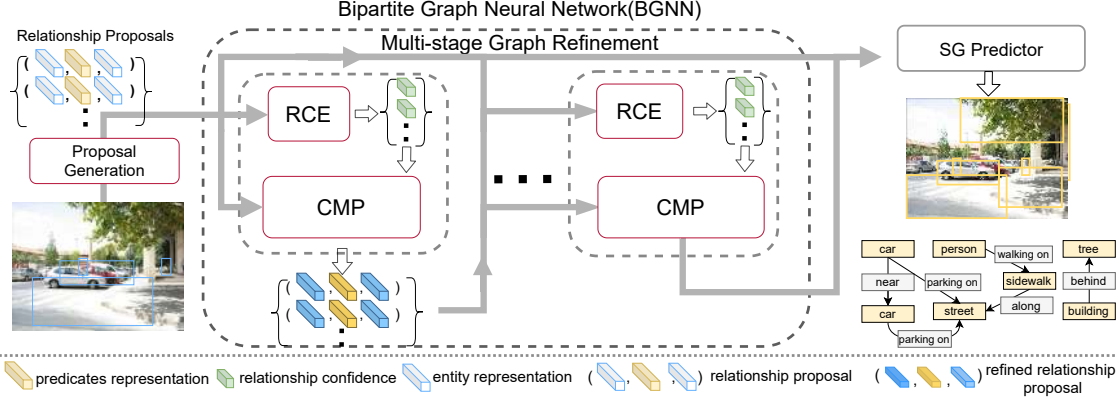 Bipartite Graph Neural Network(BGNN)
Multi-stage Graph Refinement
Relationship Proposals
( , , )
( , , )
Proposal
Generation
RCE
CMP
( , , )
( , , )
RCE
CMP
SG Predictor
car
person
tree
walking on
near
parking on
sidewalk
behind
car
street
along
building
parking on
predicates representation
relationship confidence
entity representation
( , , ) relationship proposal
( , , ) refined relationship
proposal